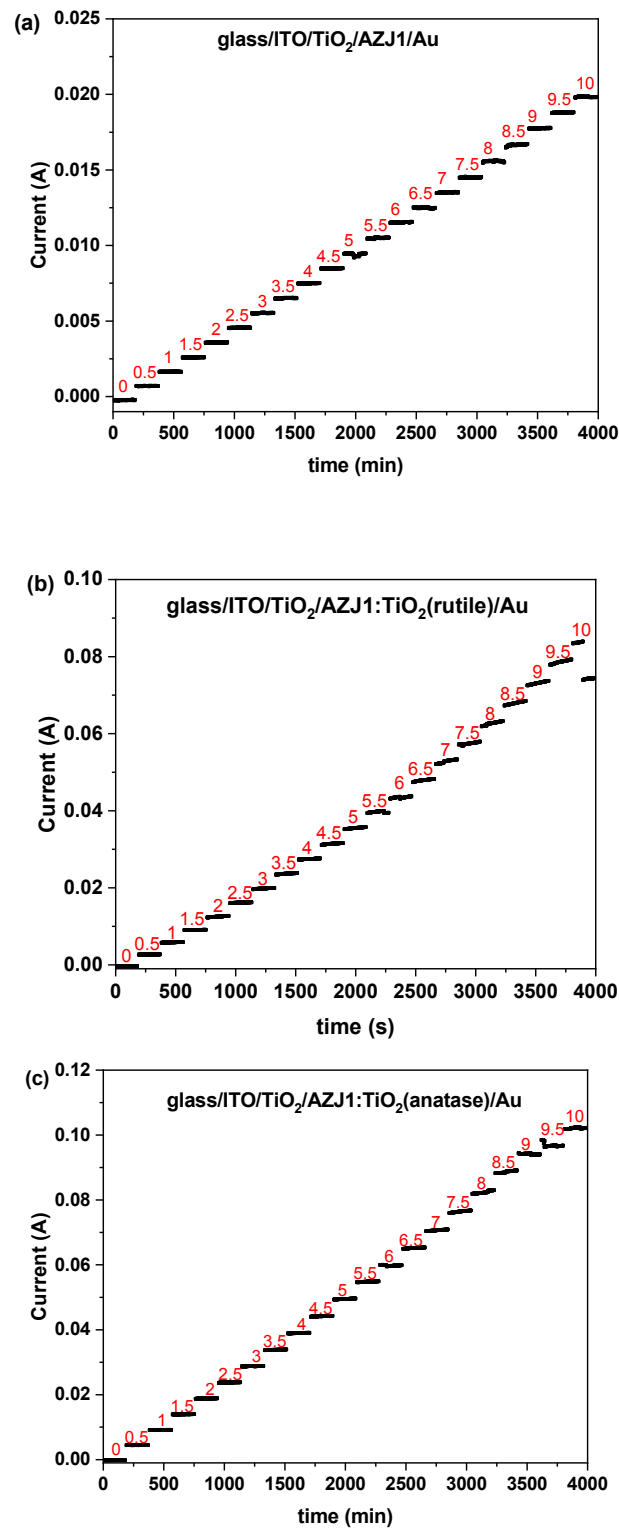 (a)
glass/ITO/TiO₂/AZJ1/Au
Current (A)
0.025
0.020
0.015
0.010
0.005
0.000
0 0.5 1 1.5 2 2.5 3 3.5 4 4.5 5 5.5 6 6.5 7 7.5 8 8.5 9 9.5 10
0 500 1000 1500 2000 2500 3000 3500 4000
time (min)
(b)
glass/ITO/TiO₂/AZJ1:TiO₂(rutile)/Au
Current (A)
0.10
0.08
0.06
0.04
0.02
0.00
0 0.5 1 1.5 2 2.5 3 3.5 4 4.5 5 5.5 6 6.5 7 7.5 8 8.5 9 9.5 10
0 500 1000 1500 2000 2500 3000 3500 4000
time (s)
(c)
glass/ITO/TiO₂/AZJ1:TiO₂(anatase)/Au
Current (A)
0.12
0.10
0.08
0.06
0.04
0.02
0.00
0 0.5 1 1.5 2 2.5 3 3.5 4 4.5 5 5.5 6 6.5 7 7.5 8 8.5 9 9.5 10
0 500 1000 1500 2000 2500 3000 3500 4000
time (min)